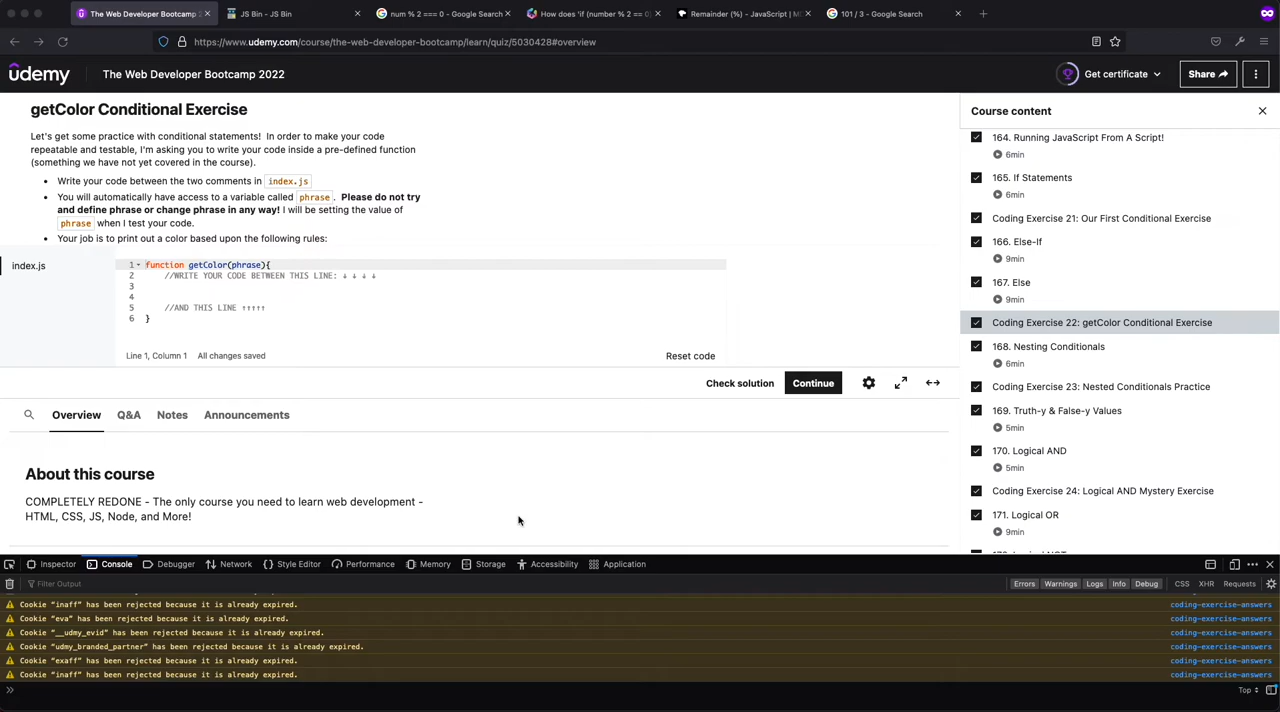 The Web Developer Bootcamp 2
JS Bin - JS Bin
num % 2 === 0 - Google Search
How does 'if (number % 2 == 0)
Remainder (%) - JavaScript | M
101 / 3 - Google Search
https://www.udemy.com/course/the-web-developer-bootcamp/learn/quiz/5030428#overview
udemy
The Web Developer Bootcamp 2022
Get certificate
Share
getColor Conditional Exercise
Let's get some practice with conditional statements! In order to make your code
repeatable and testable, I'm asking you to write your code inside a pre-defined function
(something we have not yet covered in the course).
• Write your code between the two comments in index.js
• You will automatically have access to a variable called phrase. Please do not try
and define phrase or change phrase in any way! I will be setting the value of
phrase when I test your code.
• Your job is to print out a color based upon the following rules:
index.js
1 function getColor(phrase){
2 //WRITE YOUR CODE BETWEEN THIS LINE: ↓ ↓ ↓ ↓
3
4
5 //AND THIS LINE ↑↑↑↑↑
6 }
Line 1, Column 1 All changes saved
Reset code
Check solution
Continue
Overview
Q&A
Notes
Announcements
About this course
COMPLETELY REDONE - The only course you need to learn web development -
HTML, CSS, JS, Node, and More!
Course content
164. Running JavaScript From A Script!
6min
165. If Statements
6min
Coding Exercise 21: Our First Conditional Exercise
166. Else-If
9min
167. Else
9min
Coding Exercise 22: getColor Conditional Exercise
168. Nesting Conditionals
6min
Coding Exercise 23: Nested Conditionals Practice
169. Truth-y & False-y Values
5min
170. Logical AND
5min
Coding Exercise 24: Logical AND Mystery Exercise
171. Logical OR
9min
Inspector
Console
Debugger
Network
Style Editor
Performance
Memory
Storage
Accessibility
Application
Filter Output
Errors
Warnings
Logs
Info
Debug
CSS
XHR
Requests
Cookie “inaff” has been rejected because it is already expired. coding-exercise-answers
Cookie “eva” has been rejected because it is already expired. coding-exercise-answers
Cookie “__udmy_evid” has been rejected because it is already expired. coding-exercise-answers
Cookie “udmy_branded_partner” has been rejected because it is already expired. coding-exercise-answers
Cookie “exaff” has been rejected because it is already expired. coding-exercise-answers
Cookie “inaff” has been rejected because it is already expired. coding-exercise-answers
Top